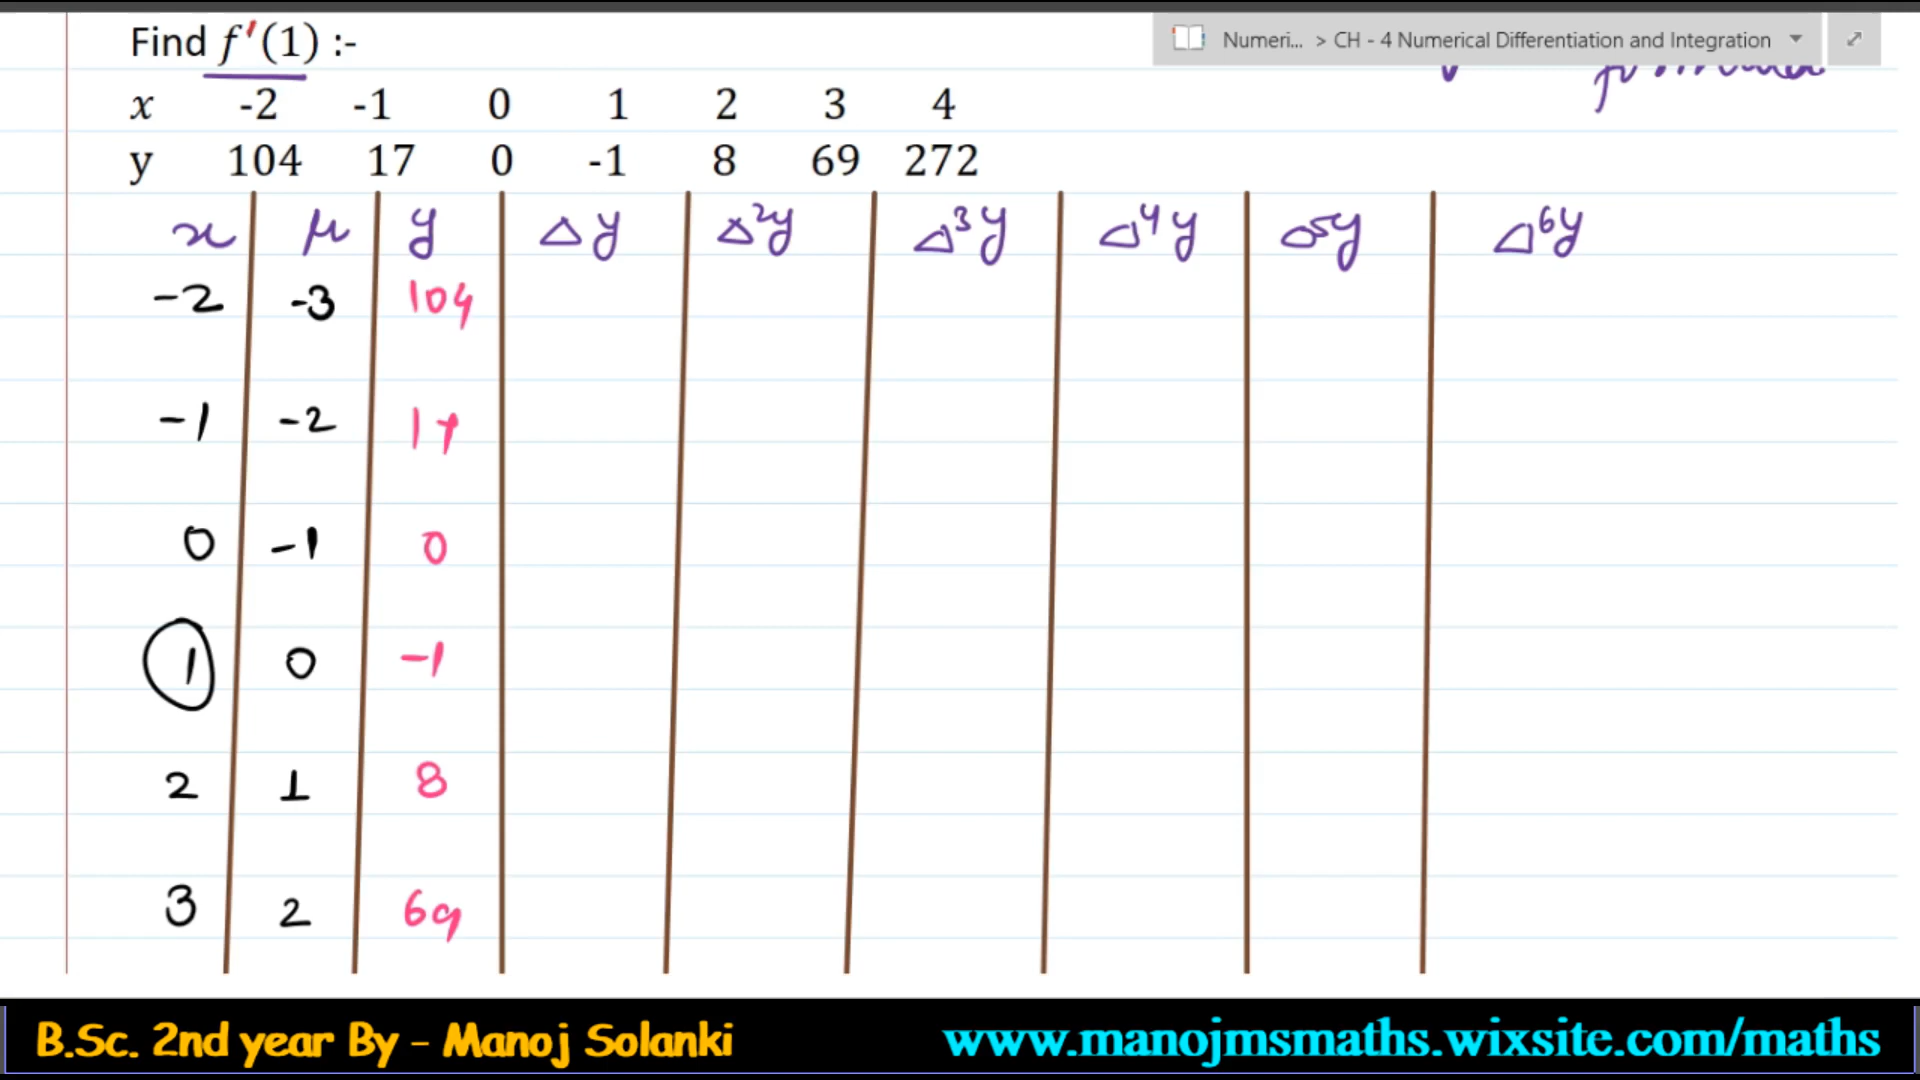 Find f'(1) :-
Numeri... > CH - 4 Numerical Differentiation and Integration
x -2 -1 0 1 2 3 4
y 104 17 0 -1 8 69 272
x μ y Δy Δ²y Δ³y Δ⁴y Δ⁵y Δ⁶y
-2 -3 104
-1 -2 17
0 -1 0
1 0 -1
2 1 8
3 2 69
B.Sc. 2nd year By - Manoj Solanki
www.manojmsmaths.wixsite.com/maths